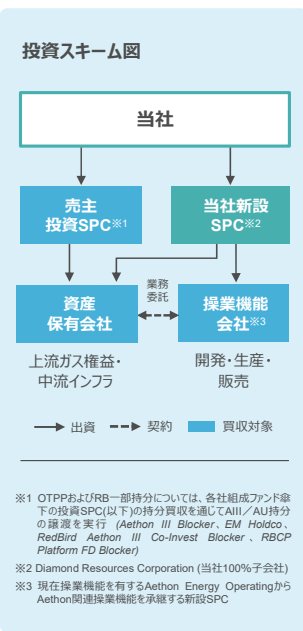 投資スキーム図
当社
売主
投資SPC※1
当社新設
SPC※2
業務
委託
資産
保有会社
操業機能
会社※3
上流ガス権益・
中流インフラ
開発・生産・
販売
出資 契約 買収対象
※1 OTPPおよびRB一部持分については、各社組成ファンド傘
下の投資SPC(以下)の持分買収を通じてAIII/AU持分
の譲渡を実行 (Aethon III Blocker、EM Holdco、
RedBird Aethon III Co-Invest Blocker 、RBCP
Platform FD Blocker)
※2 Diamond Resources Corporation (当社100%子会社)
※3 現在操業機能を有するAethon Energy Operatingから
Aethon関連操業機能を承継する新設SPC